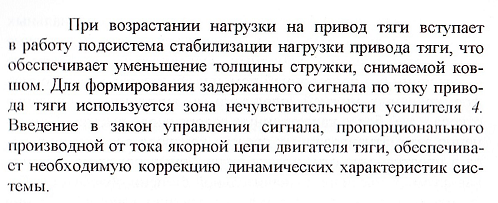 При возрастании нагрузки на привод тяги вступает
в работу подсистема стабилизации нагрузки привода тяги, что
обеспечивает уменьшение толщины стружки, снимаемой ков-
шом. Для формирования задержанного сигнала по току приво-
да тяги используется зона нечувствительности усилителя 4.
Введение в закон управления сигнала, пропорционального
производной от тока якорной цепи двигателя тяги, обеспечива-
ет необходимую коррекцию динамических характеристик сис-
темы.